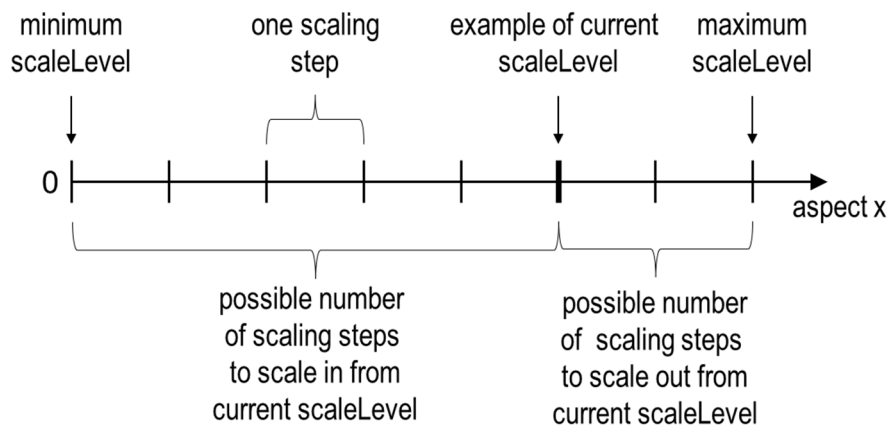 minimum
scaleLevel
one scaling
step
example of current
scaleLevel
maximum
scaleLevel
0
aspect x
possible number
of scaling steps
to scale in from
current scaleLevel
possible number
of scaling steps
to scale out from
current scaleLevel